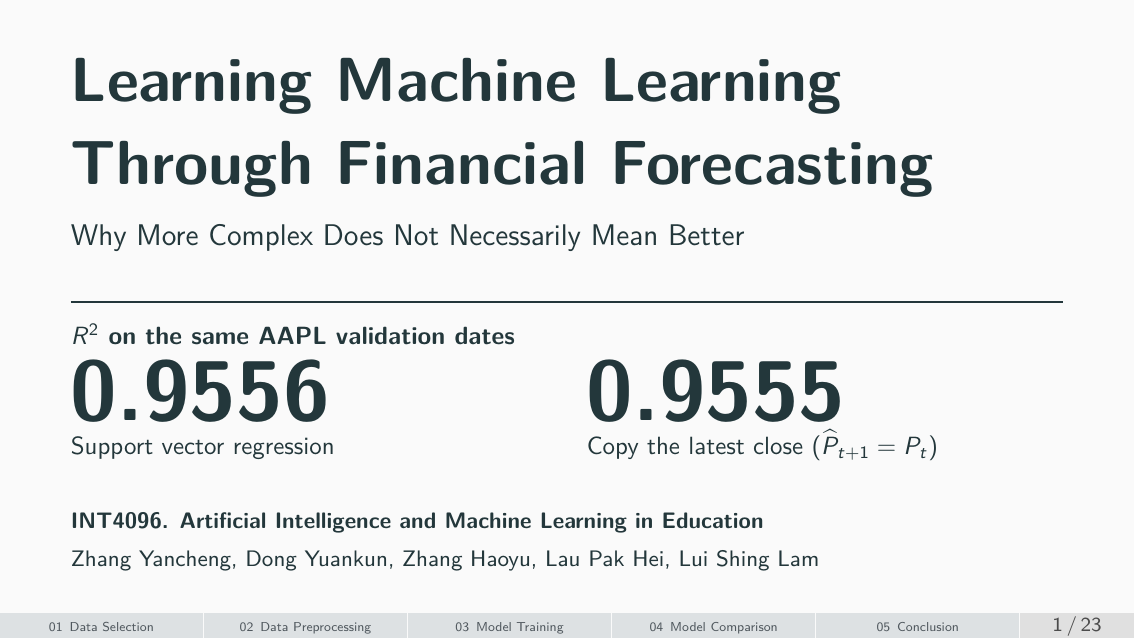 Learning Machine Learning
Through Financial Forecasting
Why More Complex Does Not Necessarily Mean Better
R² on the same AAPL validation dates
0.9556
0.9555
Support vector regression
Copy the latest close (P̂ₜ₊₁ = Pₜ)
INT4096. Artificial Intelligence and Machine Learning in Education
Zhang Yancheng, Dong Yuankun, Zhang Haoyu, Lau Pak Hei, Lui Shing Lam
01 Data Selection
02 Data Preprocessing
03 Model Training
04 Model Comparison
05 Conclusion
1 / 23